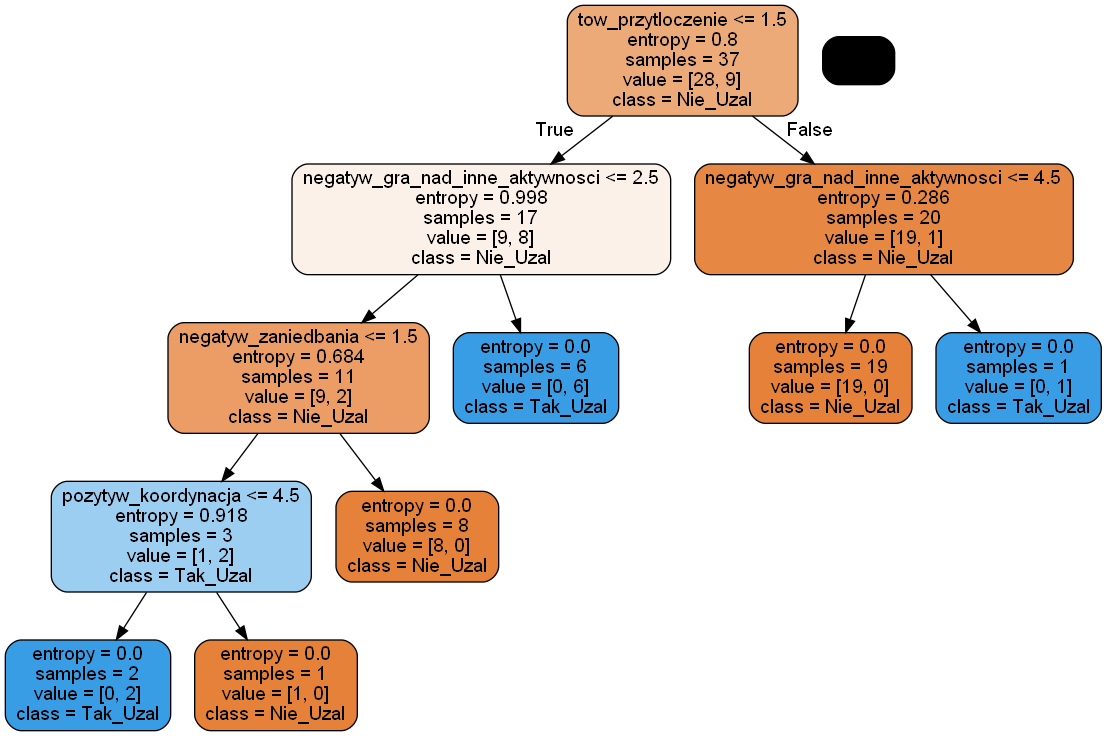 tow_przytloczenie <= 1.5
entropy = 0.8
samples = 37
value = [28, 9]
class = Nie_Uzal
True
False
negatyw_gra_nad_inne_aktywnosci <= 2.5
entropy = 0.998
samples = 17
value = [9, 8]
class = Nie_Uzal
negatyw_gra_nad_inne_aktywnosci <= 4.5
entropy = 0.286
samples = 20
value = [19, 1]
class = Nie_Uzal
negatyw_zaniedbania <= 1.5
entropy = 0.684
samples = 11
value = [9, 2]
class = Nie_Uzal
entropy = 0.0
samples = 6
value = [0, 6]
class = Tak_Uzal
entropy = 0.0
samples = 19
value = [19, 0]
class = Nie_Uzal
entropy = 0.0
samples = 1
value = [0, 1]
class = Tak_Uzal
pozytyw_koordynacja <= 4.5
entropy = 0.918
samples = 3
value = [1, 2]
class = Tak_Uzal
entropy = 0.0
samples = 8
value = [8, 0]
class = Nie_Uzal
entropy = 0.0
samples = 2
value = [0, 2]
class = Tak_Uzal
entropy = 0.0
samples = 1
value = [1, 0]
class = Nie_Uzal